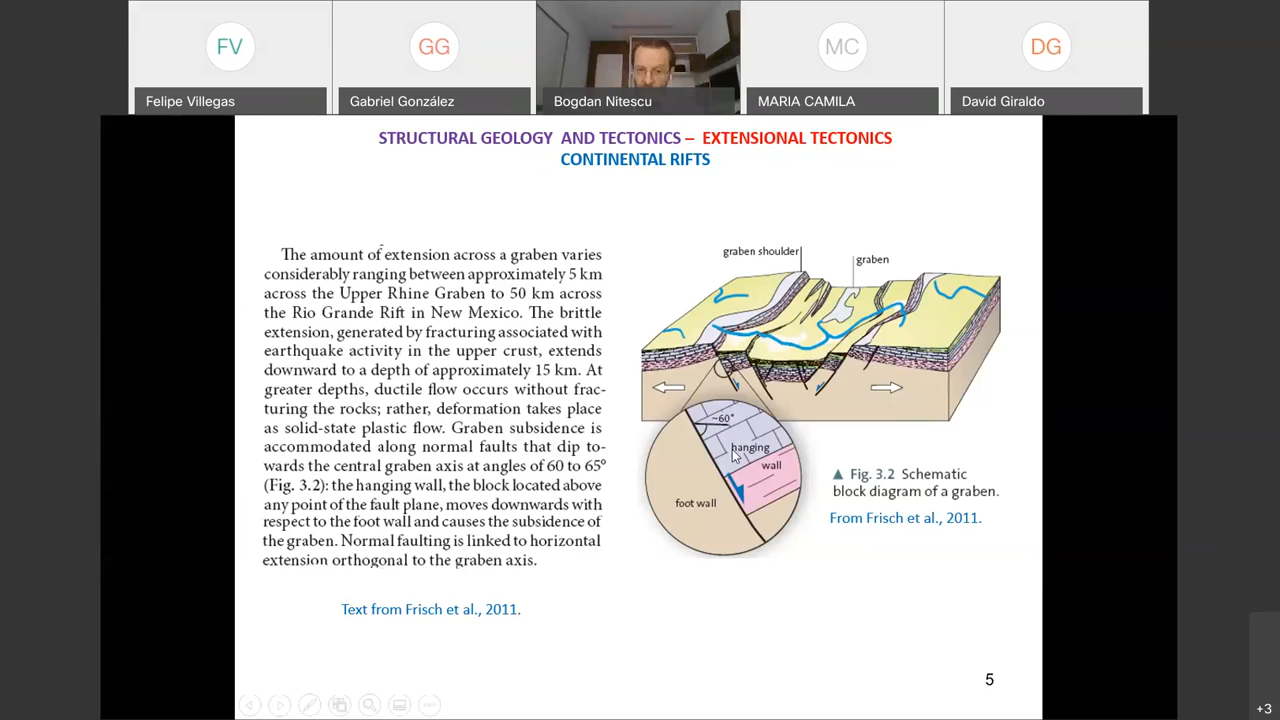 FV
GG
MC
DG
Felipe Villegas
Gabriel González
Bogdan Nitescu
MARIA CAMILA
David Giraldo
STRUCTURAL GEOLOGY AND TECTONICS – EXTENSIONAL TECTONICS
CONTINENTAL RIFTS
The amount of extension across a graben varies
considerably ranging between approximately 5 km
across the Upper Rhine Graben to 50 km across
the Rio Grande Rift in New Mexico. The brittle
extension, generated by fracturing associated with
earthquake activity in the upper crust, extends
downward to a depth of approximately 15 km. At
greater depths, ductile flow occurs without frac-
turing the rocks; rather, deformation takes place
as solid-state plastic flow. Graben subsidence is
accommodated along normal faults that dip to-
wards the central graben axis at angles of 60 to 65°
(Fig. 3.2): the hanging wall, the block located above
any point of the fault plane, moves downwards with
respect to the foot wall and causes the subsidence of
the graben. Normal faulting is linked to horizontal
extension orthogonal to the graben axis.
Text from Frisch et al., 2011.
graben shoulder
graben
~60°
hanging
wall
foot wall
▲ Fig. 3.2 Schematic
block diagram of a graben.
From Frisch et al., 2011.
5
+3